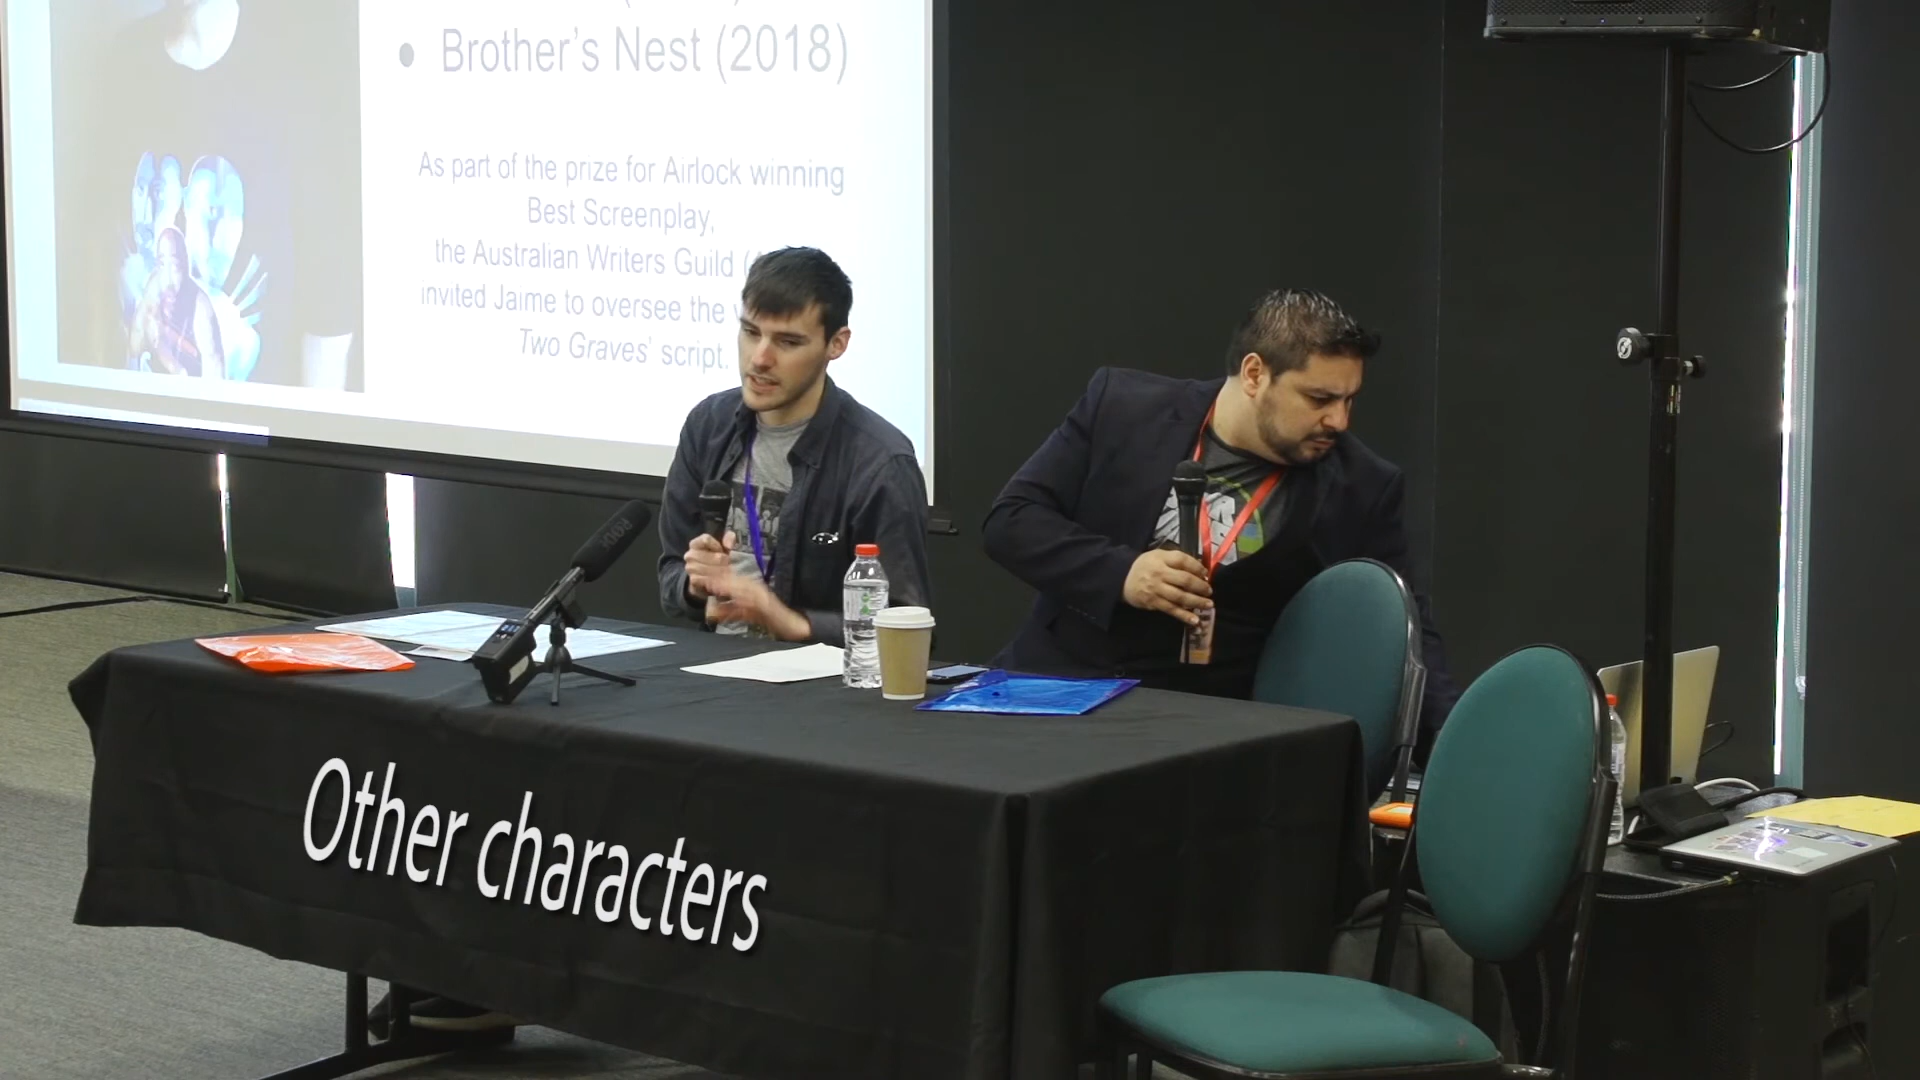 • Brother's Nest (2018)
As part of the prize for Airlock winning
Best Screenplay,
the Australian Writers Guild (
invited Jaime to oversee the
Two Graves' script.
RODE
Other characters